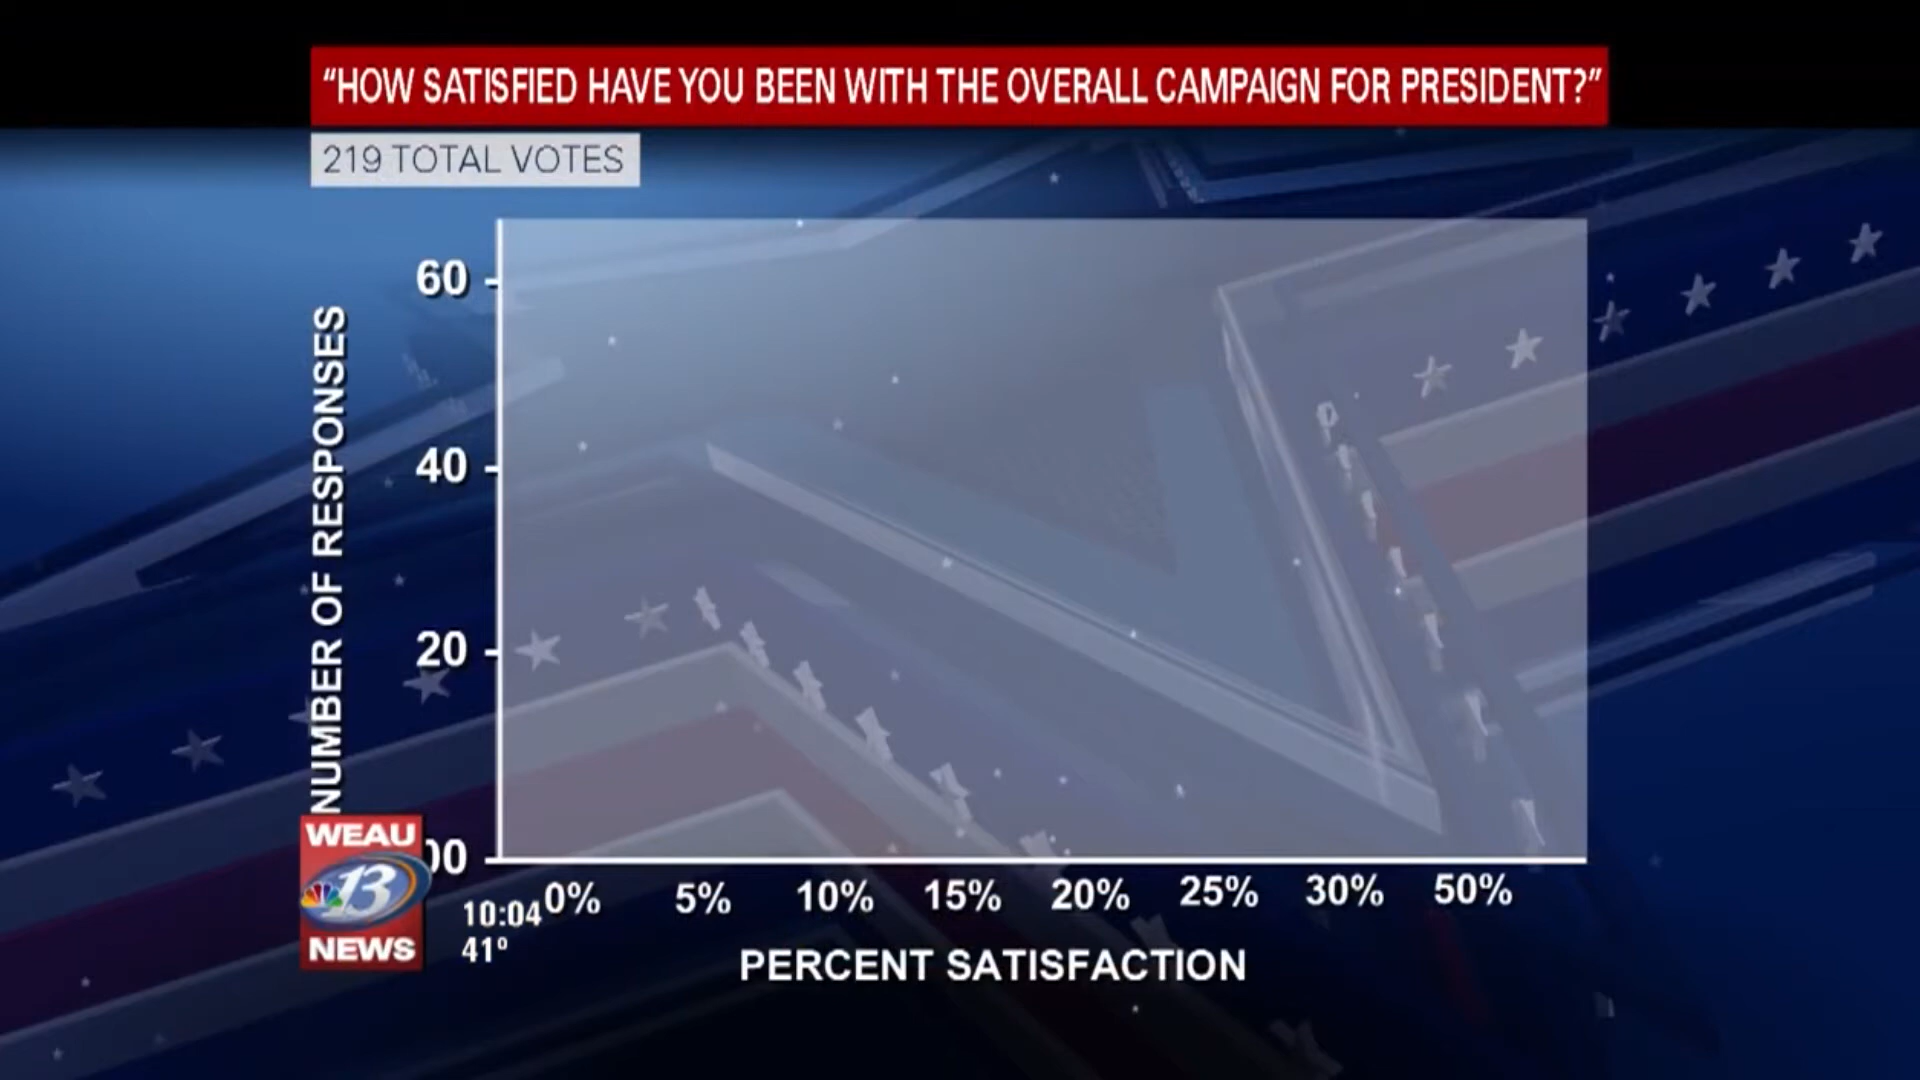 “HOW SATISFIED HAVE YOU BEEN WITH THE OVERALL CAMPAIGN FOR PRESIDENT?”
219 TOTAL VOTES
NUMBER OF RESPONSES
60
40
20
00
0% 5% 10% 15% 20% 25% 30% 50%
PERCENT SATISFACTION
WEAU
13
NEWS
10:04
41°